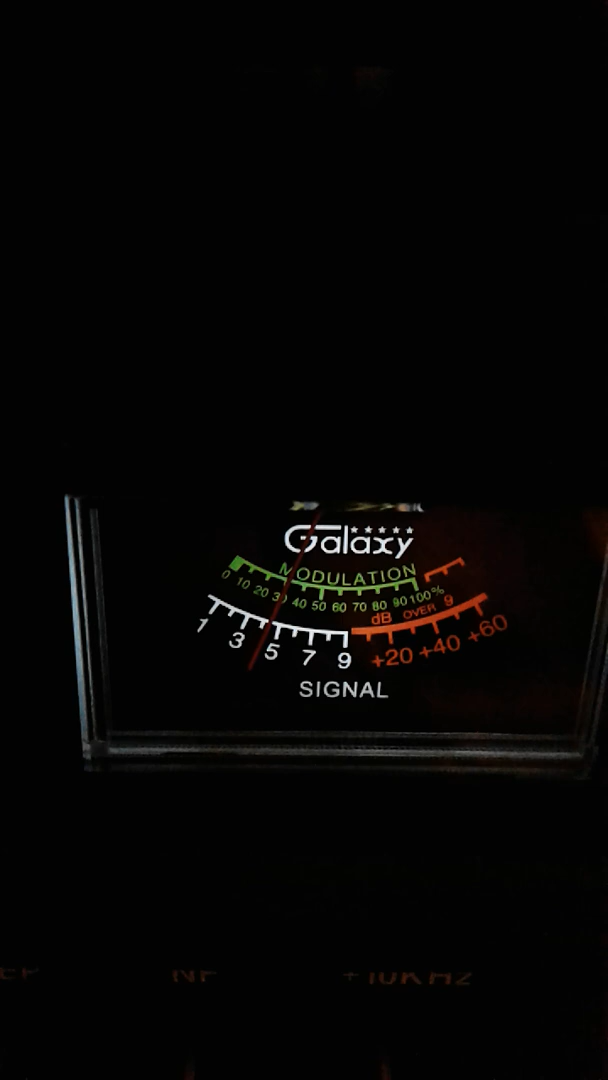 Galaxy
MODULATION
0 10 20 30 40 50 60 70 80 90 100%
dB OVER 9
1 3 5 7 9 +20 +40 +60
SIGNAL
+10KHz